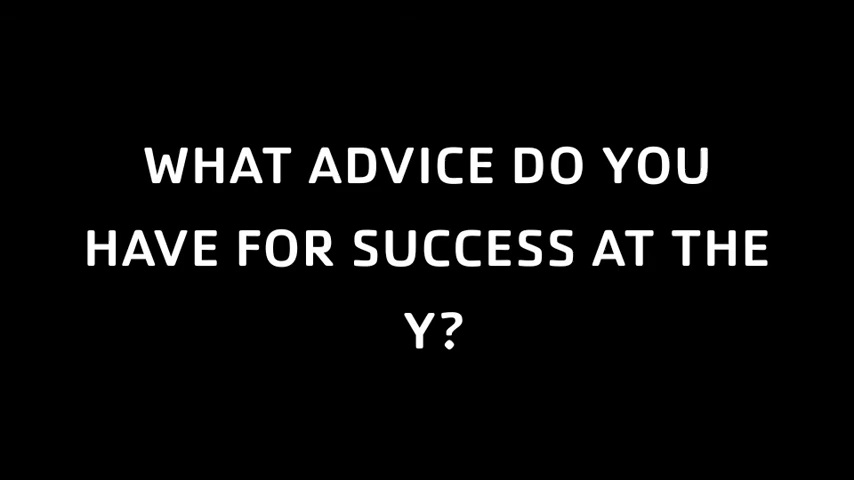 WHAT ADVICE DO YOU
HAVE FOR SUCCESS AT THE
Y?